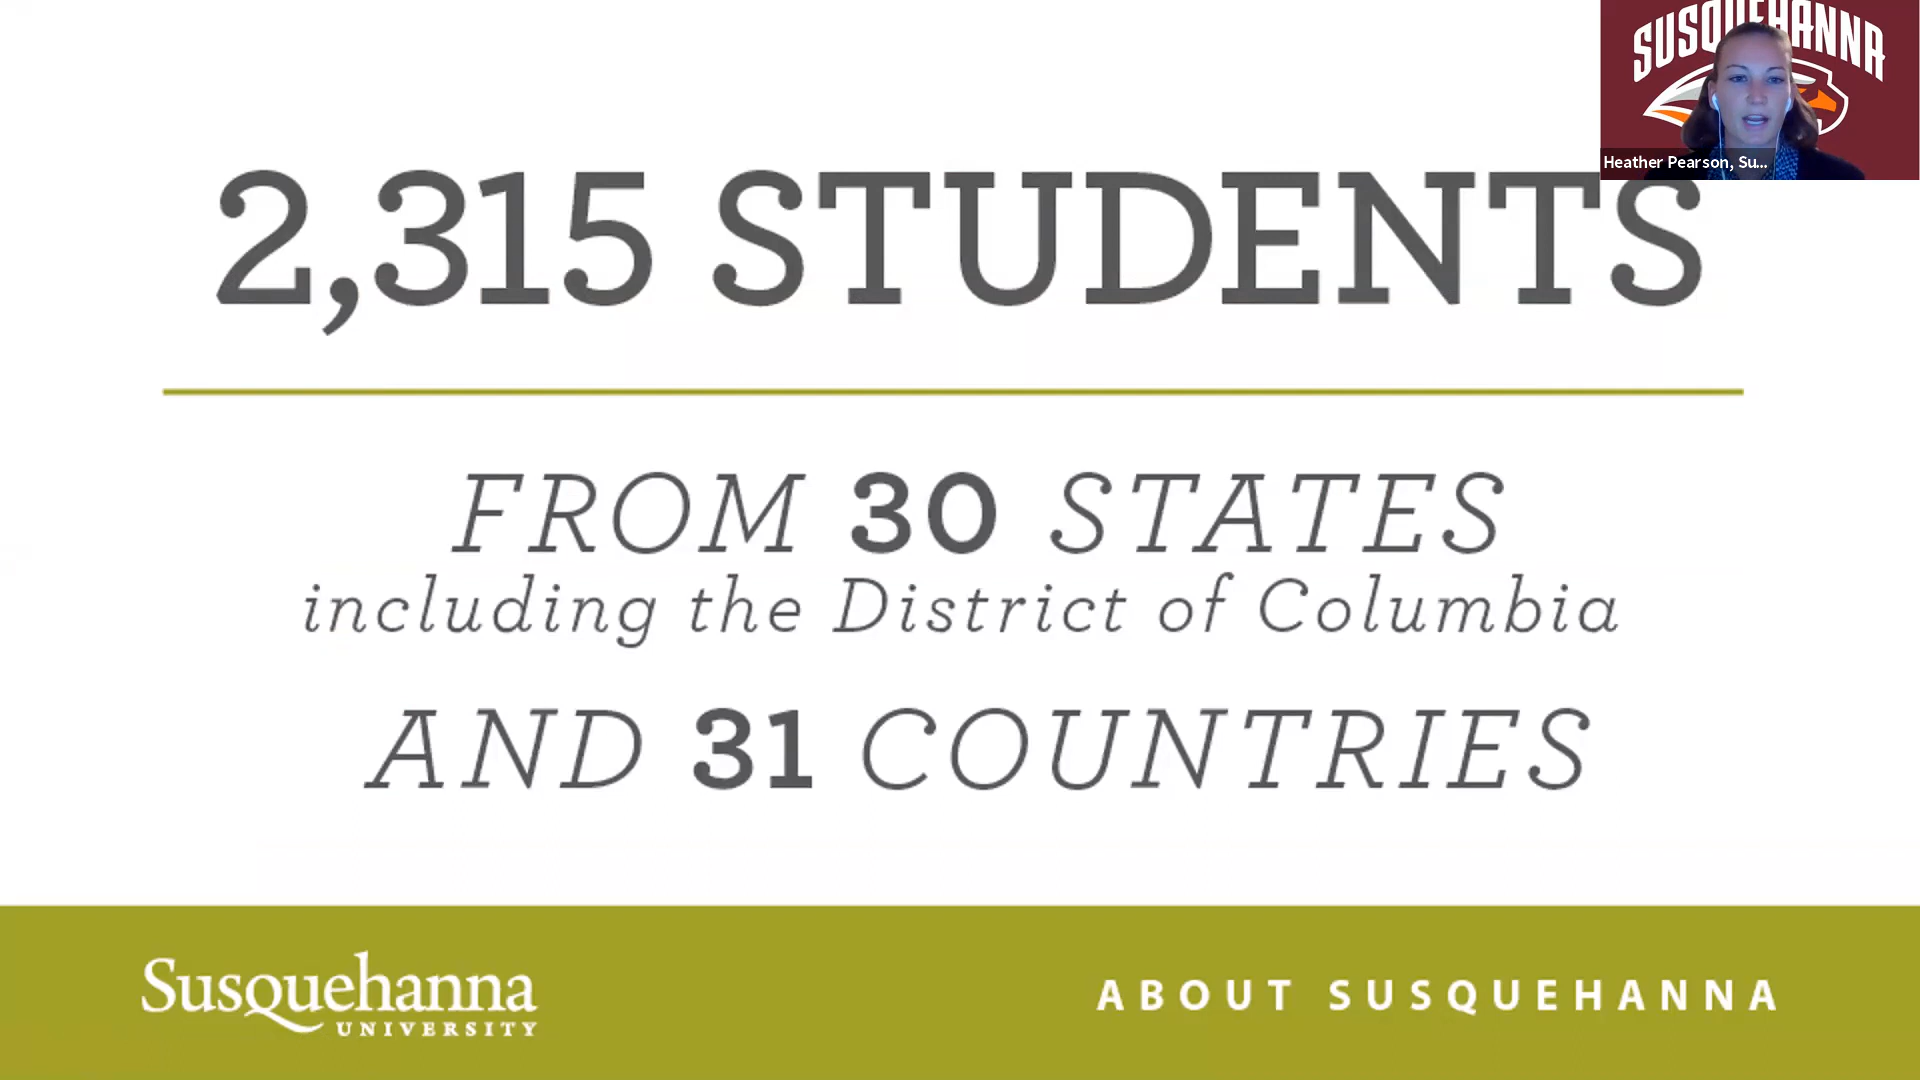 SUSQUEHANNA
Heather Pearson, Su...
2,315 STUDENTS
FROM 30 STATES
including the District of Columbia
AND 31 COUNTRIES
Susquehanna
UNIVERSITY
ABOUT SUSQUEHANNA